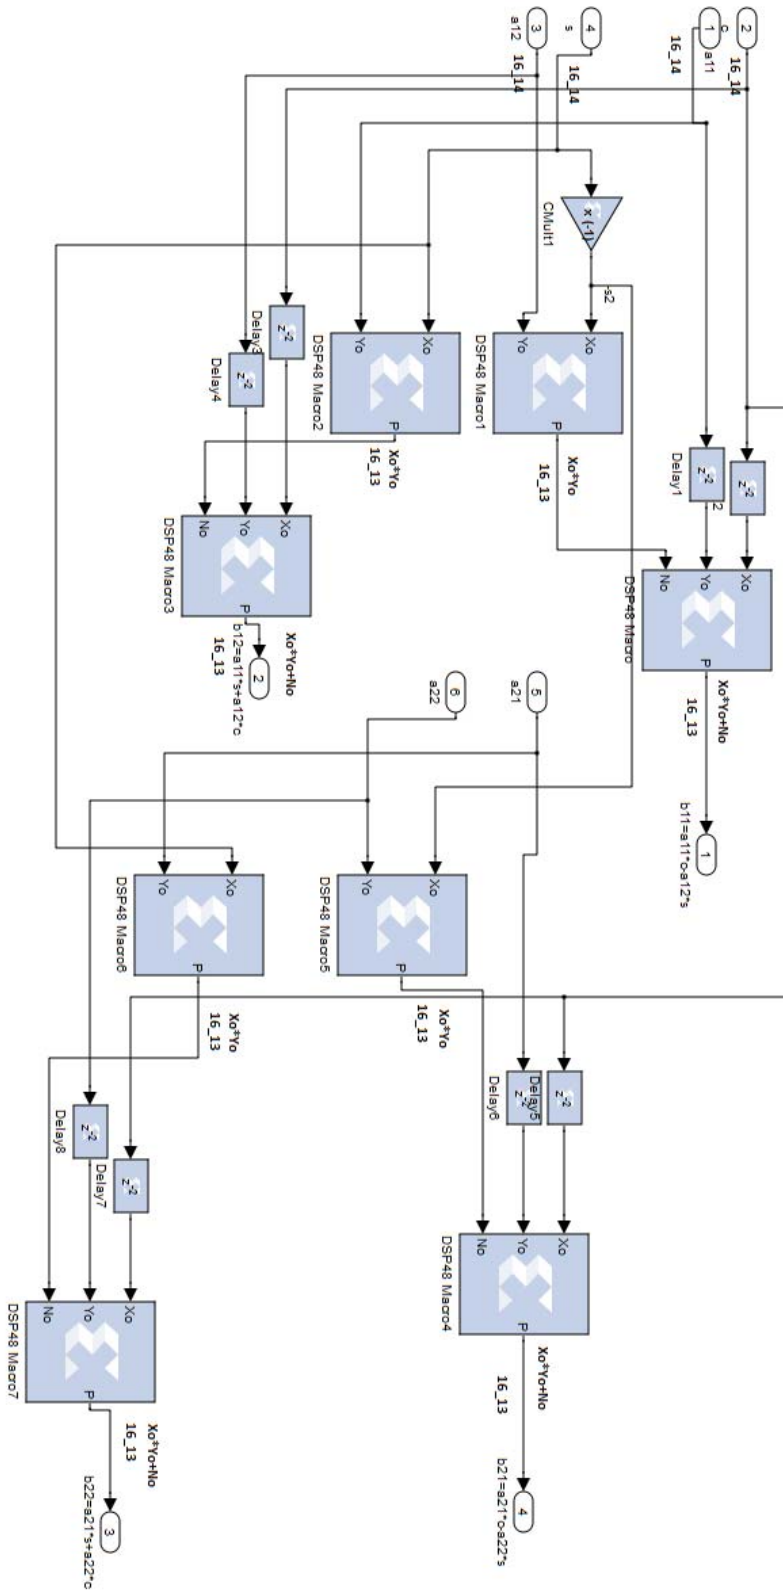 2
c
16_14
1
a11
16_14
4
s
16_14
3
a12
16_14
x (-1)
CMult1
-s2
Xo
Yo
P
DSP48 Macro1
Xo*Yo
16_13
Xo
Yo
P
DSP48 Macro2
Xo*Yo
16_13
z-2
Delay3
z-2
Delay4
z-2
2
z-2
Delay1
Xo
Yo
No
P
DSP48 Macro
Xo*Yo+No
16_13
1
b11=a11*c-a12*s
Xo
Yo
No
P
DSP48 Macro3
Xo*Yo+No
16_13
2
b12=a11*s+a12*c
5
a21
6
a22
Xo
Yo
P
DSP48 Macro5
Xo*Yo
16_13
Xo
Yo
P
DSP48 Macro6
Xo*Yo
16_13
z-2
Delay5
z-2
Delay6
Xo
Yo
No
P
DSP48 Macro4
Xo*Yo+No
16_13
4
b21=a21*c-a22*s
z-2
Delay7
z-2
Delay8
Xo
Yo
No
P
DSP48 Macro7
Xo*Yo+No
16_13
3
b22=a21*s+a22*c